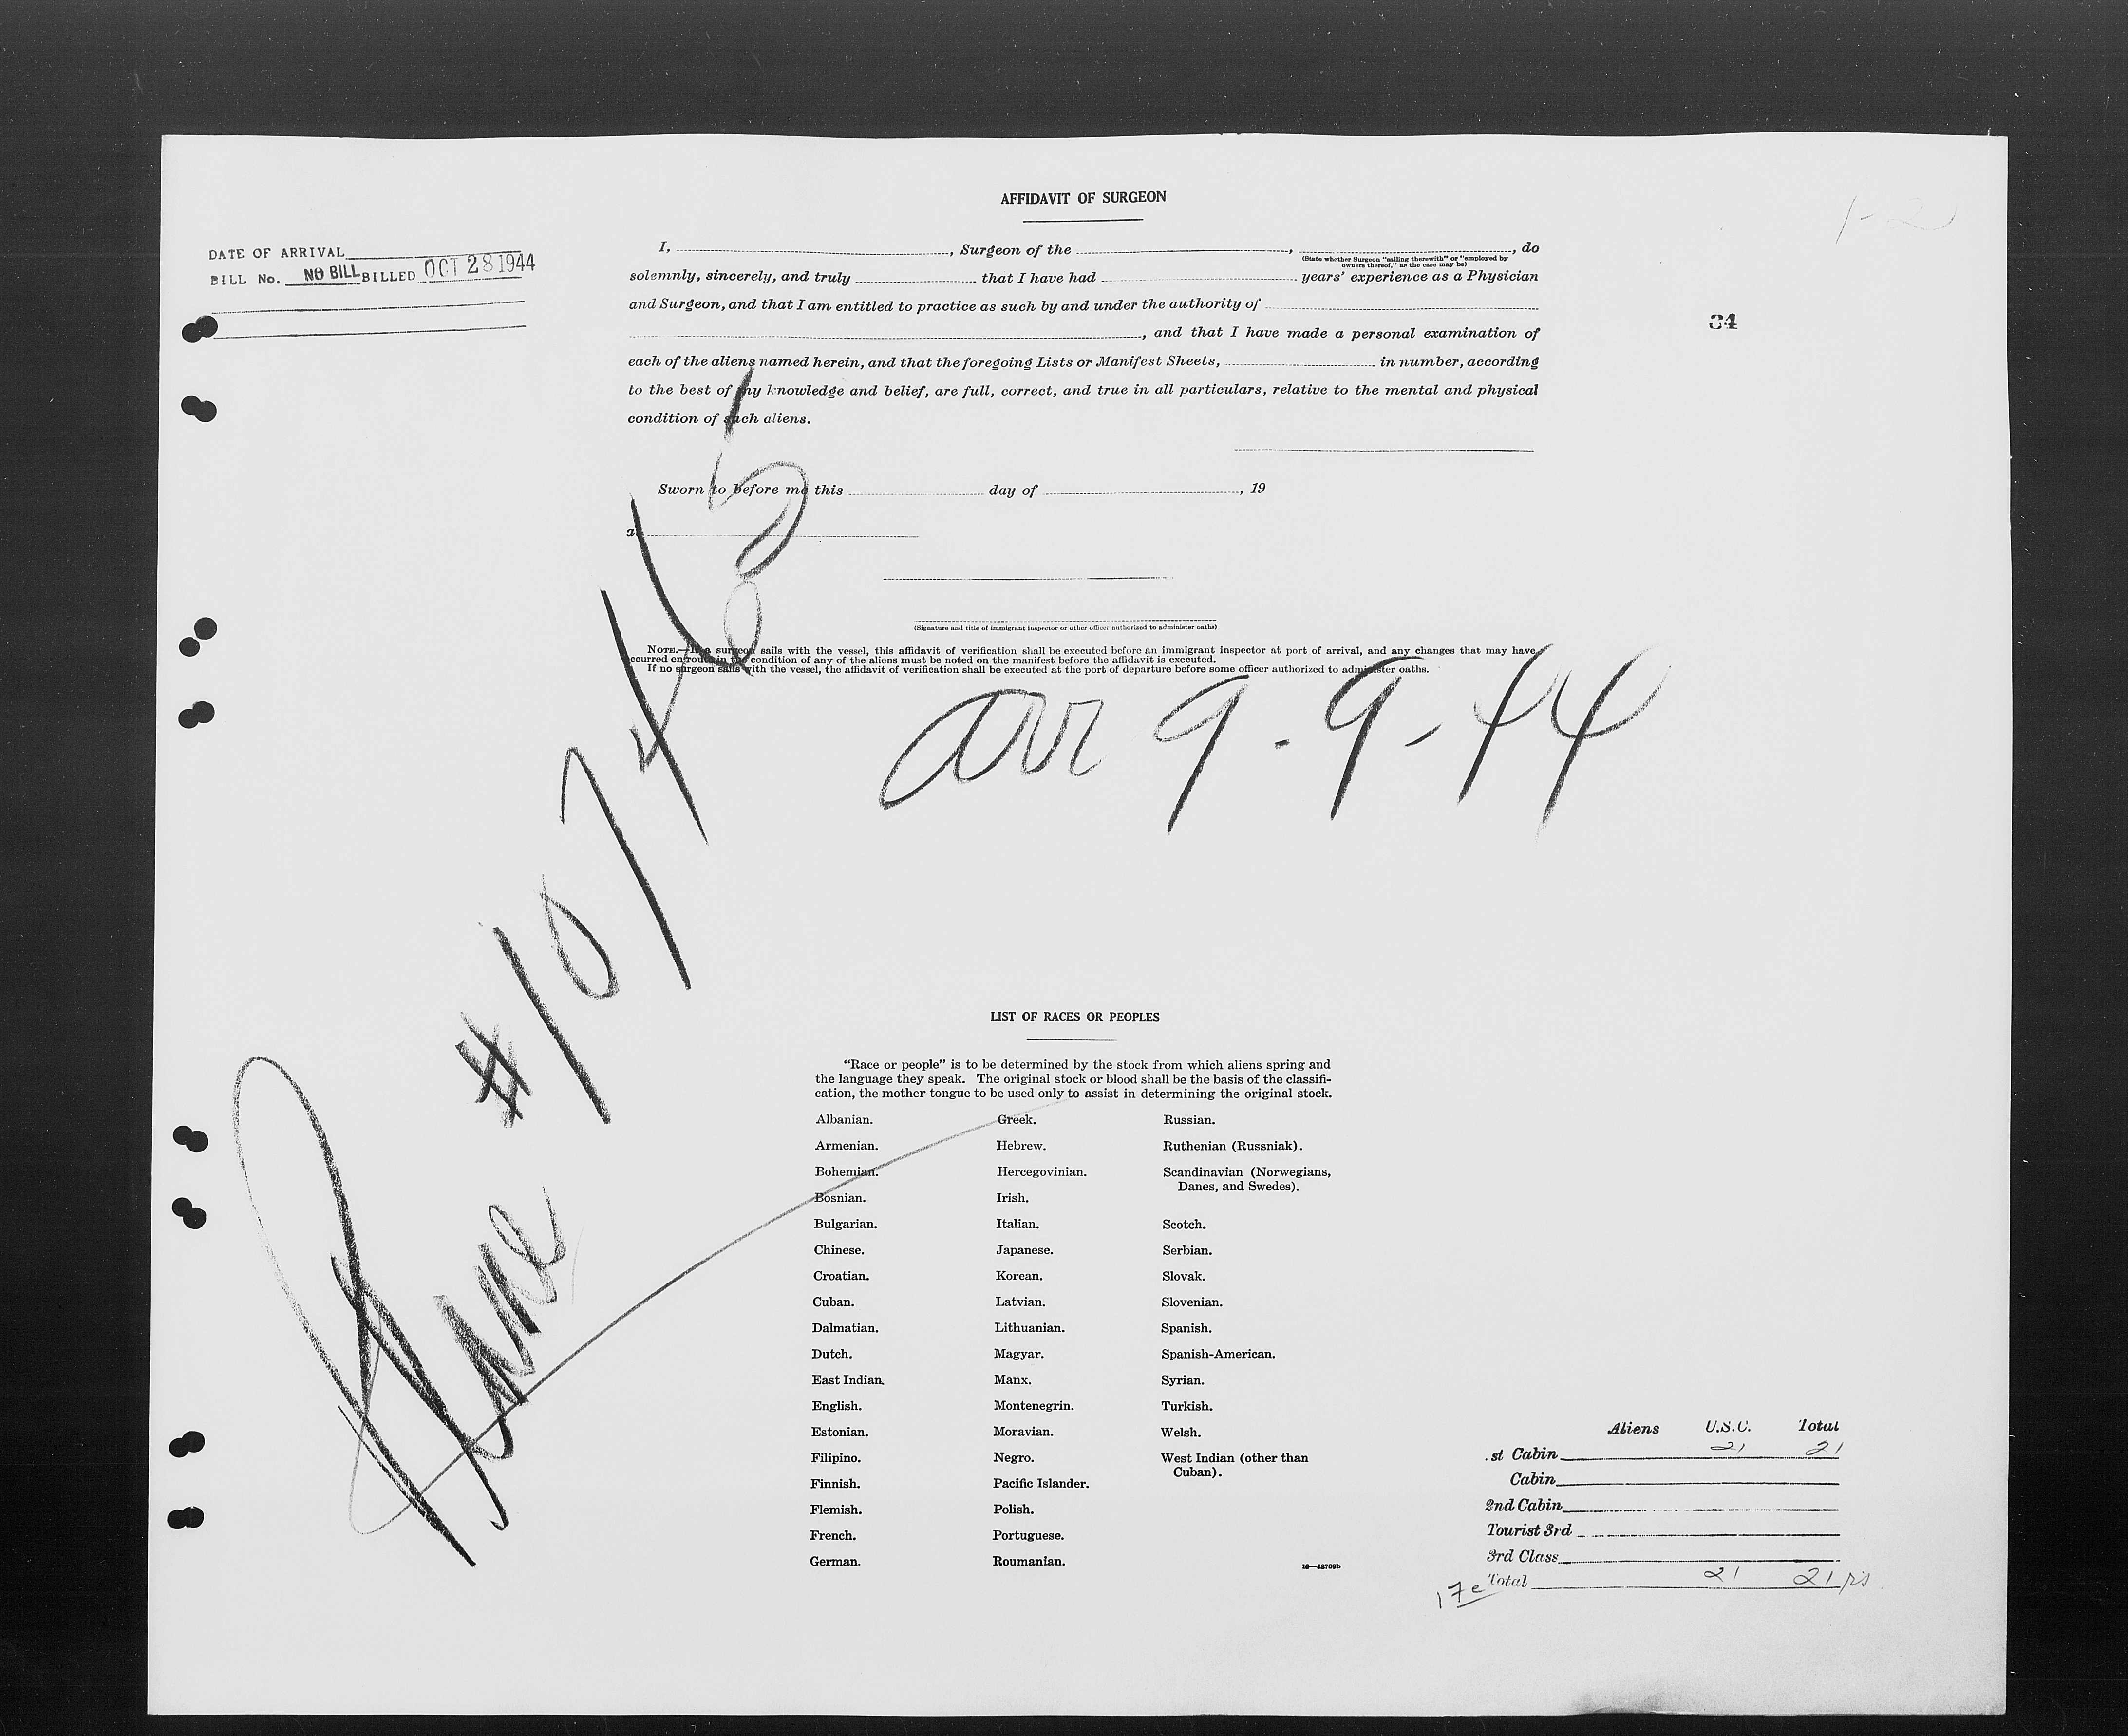 AFFIDAVIT OF SURGEON
1-2
DATE OF ARRIVAL
BILL No. NO BILL BILLED OCT 28 1944
34
I, , Surgeon of the , , do
(State whether Surgeon "sailing therewith" or "employed by
owners thereof," as the case may be)
solemnly, sincerely, and truly that I have had years' experience as a Physician
and Surgeon, and that I am entitled to practice as such by and under the authority of
, and that I have made a personal examination of
each of the aliens named herein, and that the foregoing Lists or Manifest Sheets, in number, according
to the best of my knowledge and belief, are full, correct, and true in all particulars, relative to the mental and physical
condition of such aliens.
Sworn to before me this day of , 19
at
(Signature and title of immigrant inspector or other officer authorized to administer oaths)
NOTE.—If a surgeon sails with the vessel, this affidavit of verification shall be executed before an immigrant inspector at port of arrival, and any changes that may have
occurred en route in the condition of any of the aliens must be noted on the manifest before the affidavit is executed.
If no surgeon sails with the vessel, the affidavit of verification shall be executed at the port of departure before some officer authorized to administer oaths.
arr 9-9-44
Plane #107465
LIST OF RACES OR PEOPLES
"Race or people" is to be determined by the stock from which aliens spring and
the language they speak. The original stock or blood shall be the basis of the classifi-
cation, the mother tongue to be used only to assist in determining the original stock.
Albanian.
Armenian.
Bohemian.
Bosnian.
Bulgarian.
Chinese.
Croatian.
Cuban.
Dalmatian.
Dutch.
East Indian.
English.
Estonian.
Filipino.
Finnish.
Flemish.
French.
German.
Greek.
Hebrew.
Hercegovinian.
Irish.
Italian.
Japanese.
Korean.
Latvian.
Lithuanian.
Magyar.
Manx.
Montenegrin.
Moravian.
Negro.
Pacific Islander.
Polish.
Portuguese.
Roumanian.
Russian.
Ruthenian (Russniak).
Scandinavian (Norwegians,
Danes, and Swedes).
Scotch.
Serbian.
Slovak.
Slovenian.
Spanish.
Spanish-American.
Syrian.
Turkish.
Welsh.
West Indian (other than
Cuban).
16—12709b
Aliens U.S.C. Total
st Cabin 21 21
Cabin
2nd Cabin
Tourist 3rd
3rd Class
17e Total 21 21